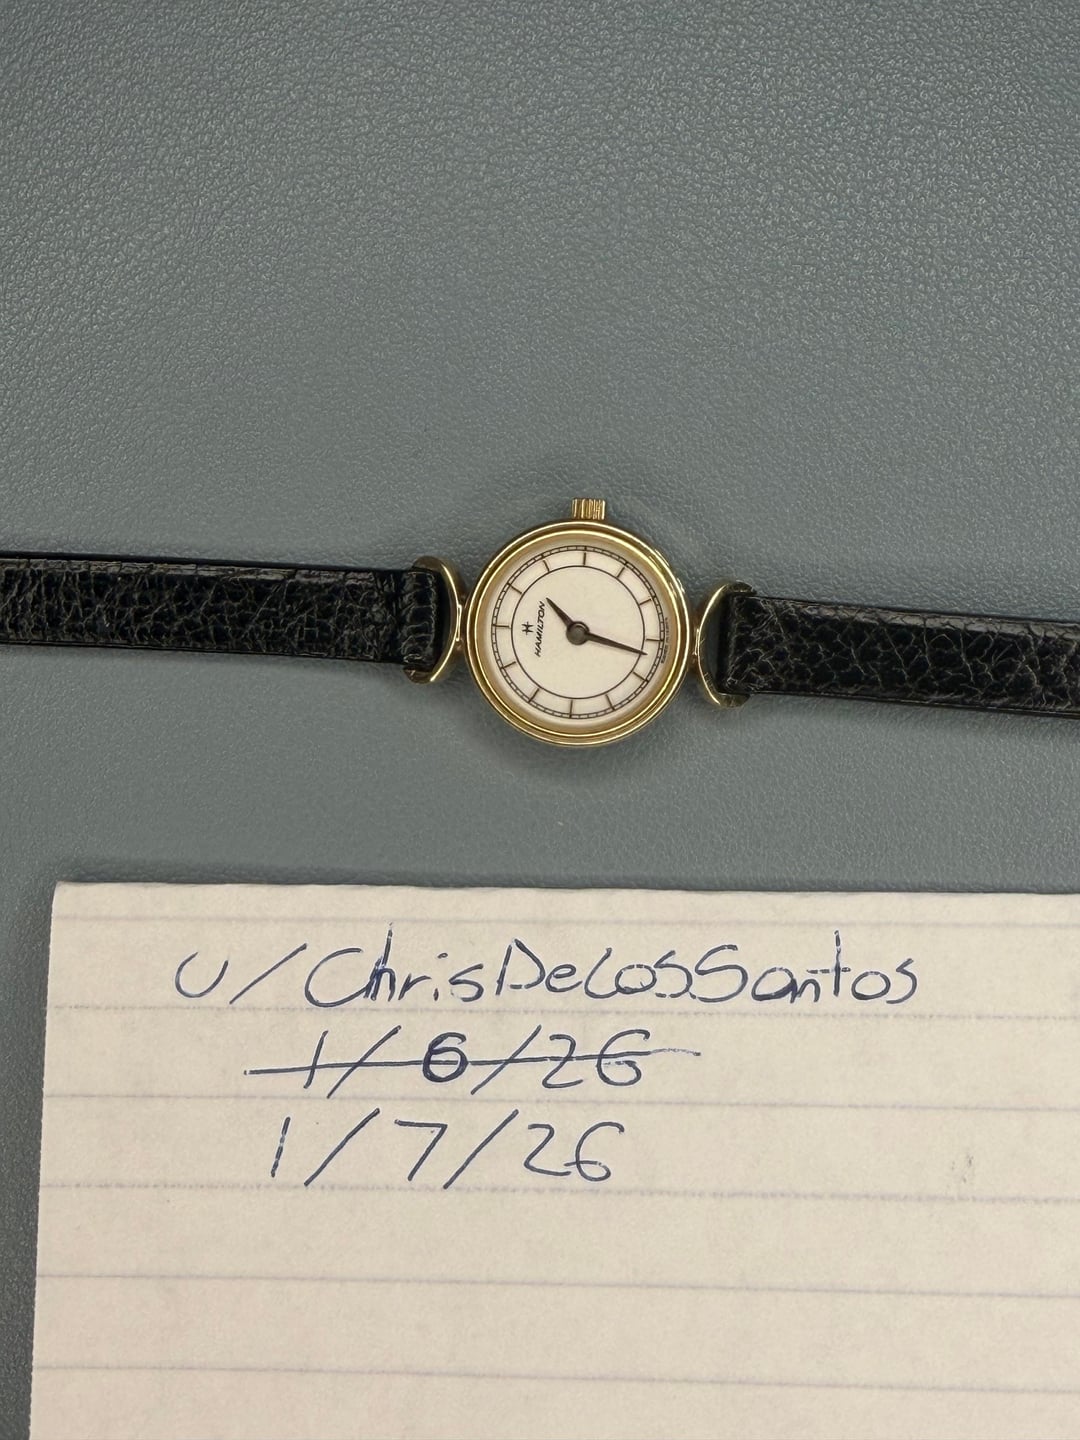 HAMILTON
u/ChrisDeLosSantos
1/6/26
1/7/26